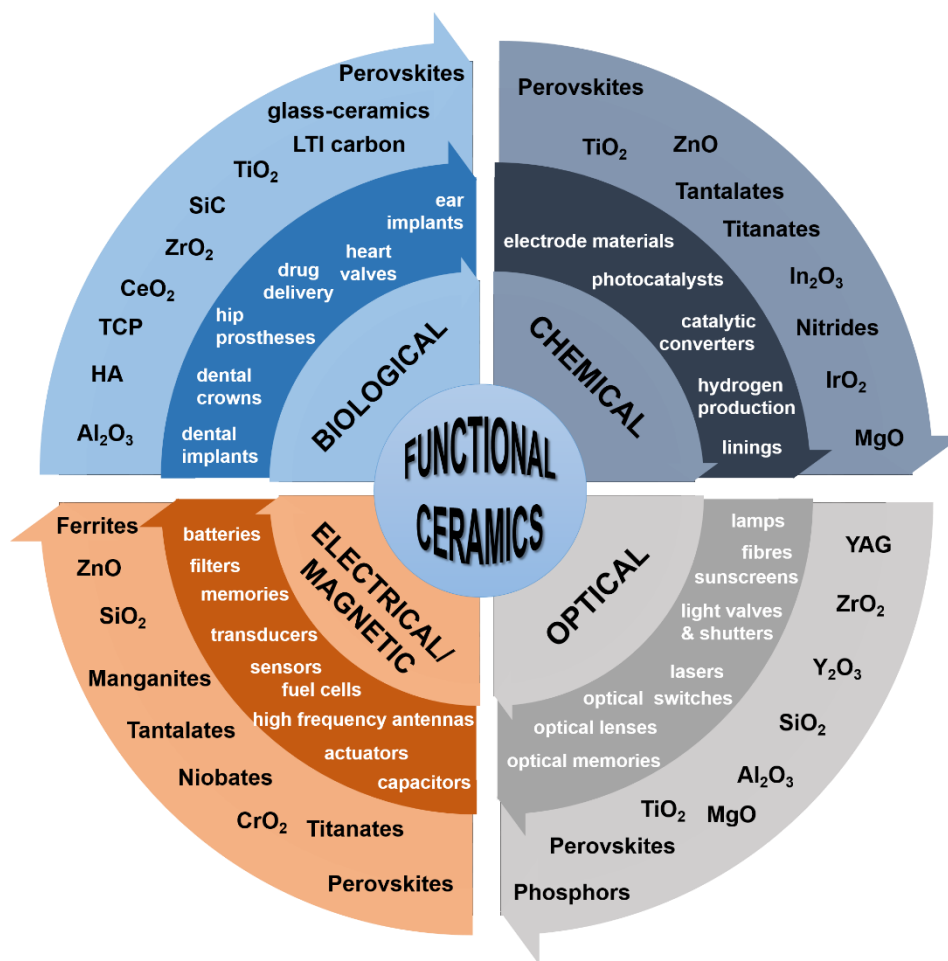 FUNCTIONAL
CERAMICS
BIOLOGICAL
ear
implants
heart
valves
drug
delivery
hip
prostheses
dental
crowns
dental
implants
Perovskites
glass-ceramics
LTI carbon
TiO₂
SiC
ZrO₂
CeO₂
TCP
HA
Al₂O₃
CHEMICAL
electrode materials
photocatalysts
catalytic
converters
hydrogen
production
linings
Perovskites
TiO₂
ZnO
Tantalates
Titanates
In₂O₃
Nitrides
IrO₂
MgO
ELECTRICAL/
MAGNETIC
batteries
filters
memories
transducers
sensors
fuel cells
high frequency antennas
actuators
capacitors
Ferrites
ZnO
SiO₂
Manganites
Tantalates
Niobates
CrO₂
Titanates
Perovskites
OPTICAL
lamps
fibres
sunscreens
light valves
& shutters
lasers
optical switches
optical lenses
optical memories
YAG
ZrO₂
Y₂O₃
SiO₂
Al₂O₃
TiO₂
MgO
Perovskites
Phosphors